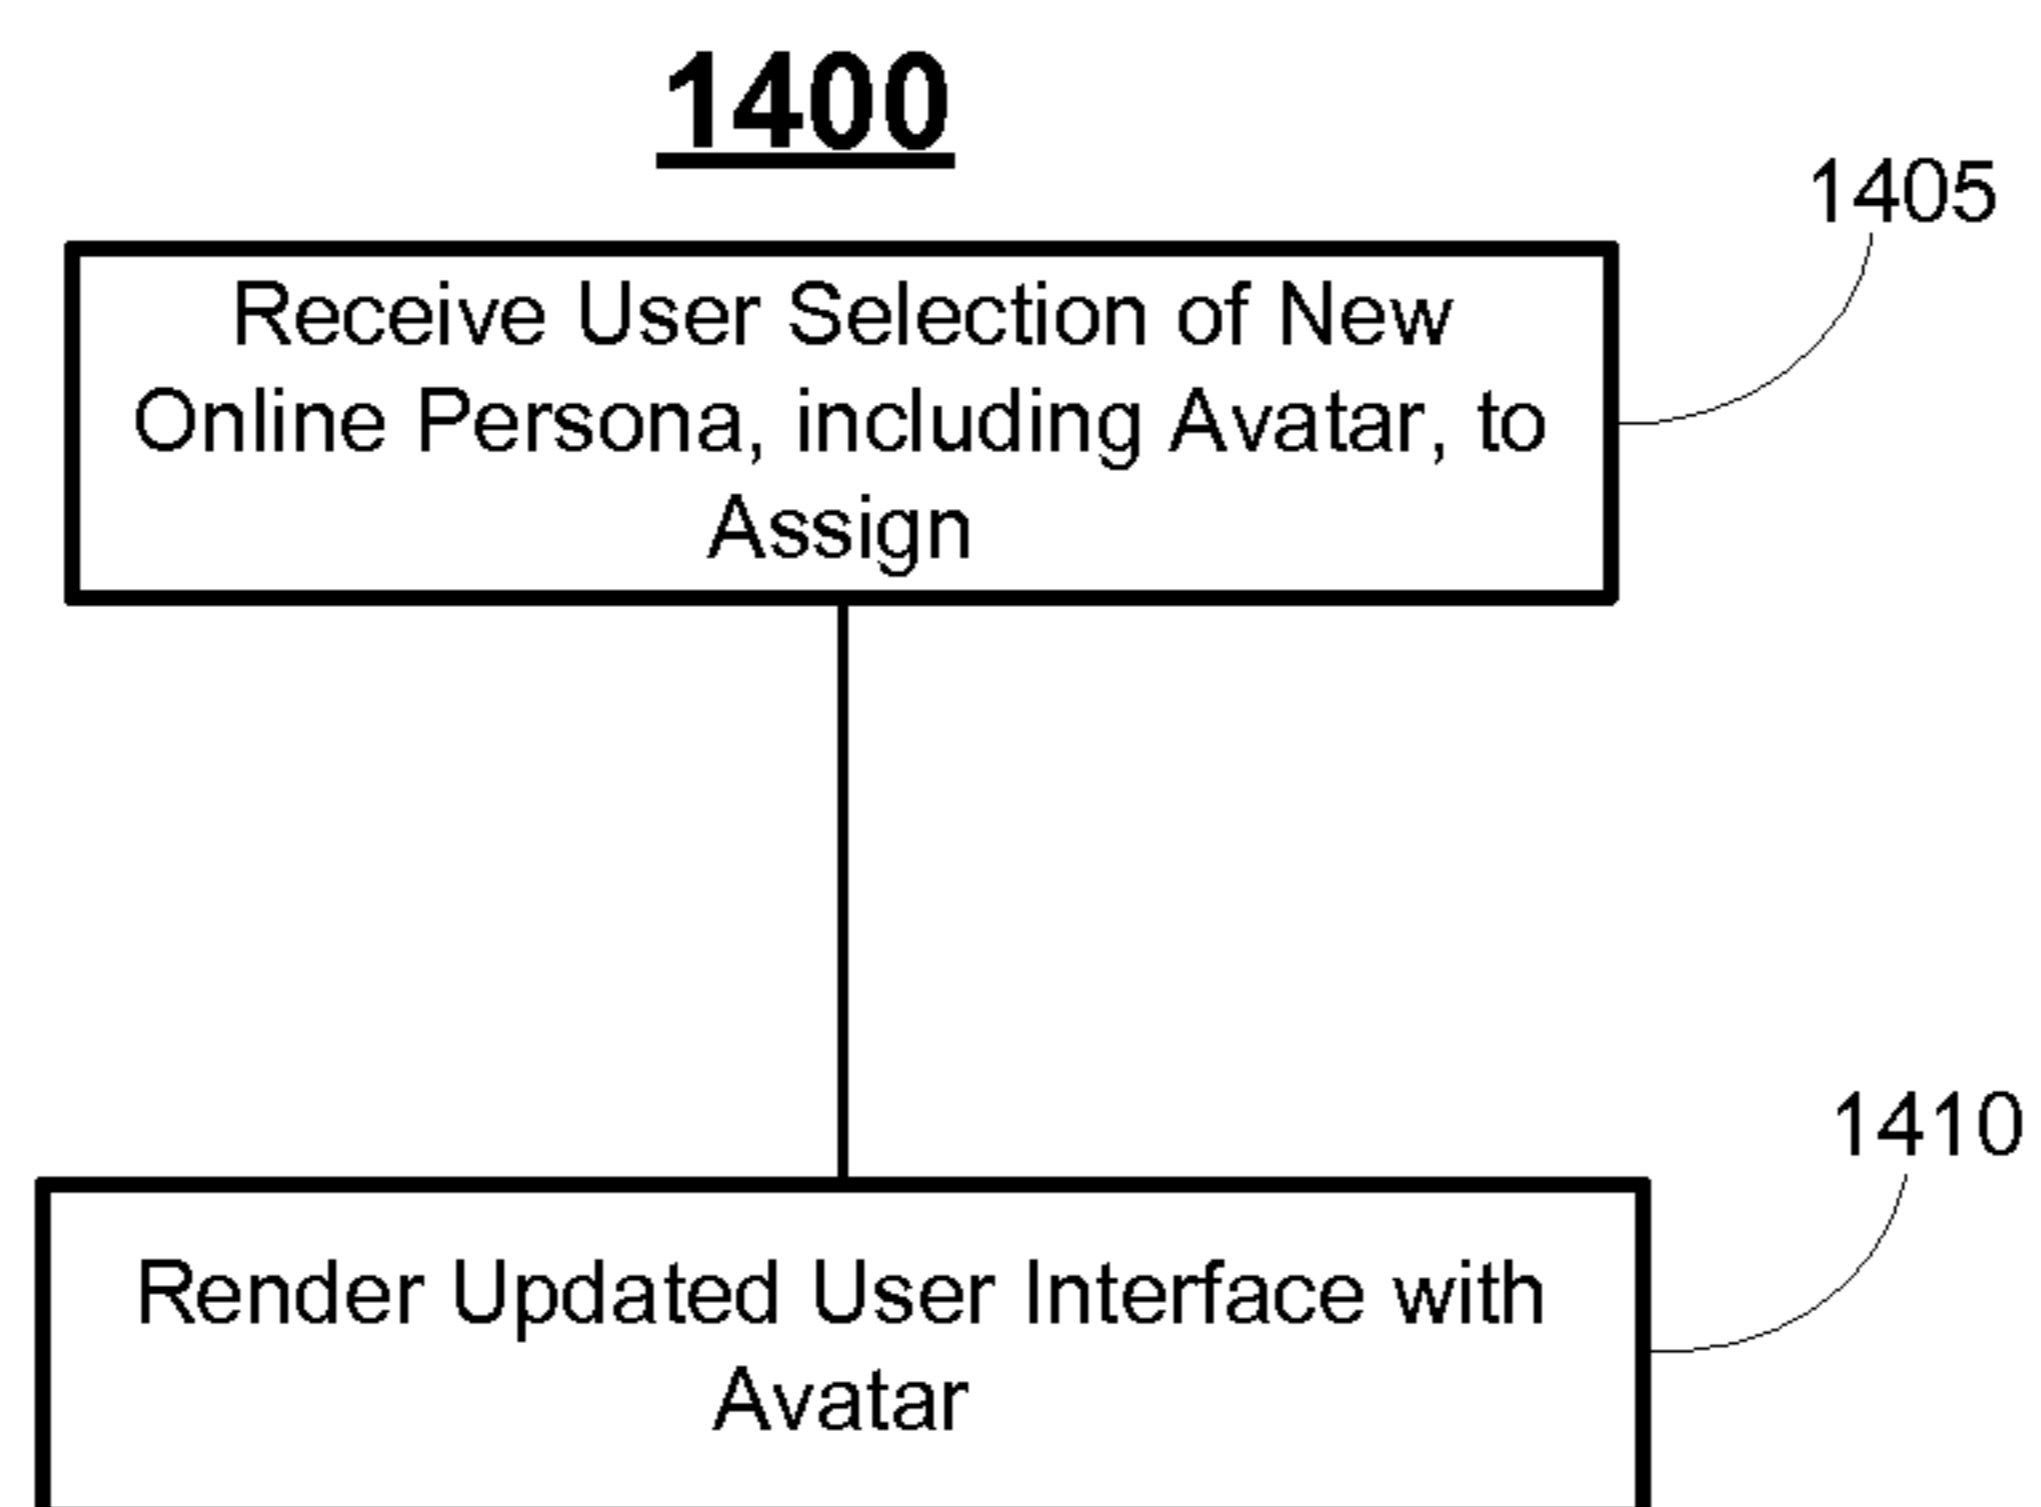 1400
1405
Receive User Selection of New
Online Persona, including Avatar, to
Assign
1410
Render Updated User Interface with
Avatar